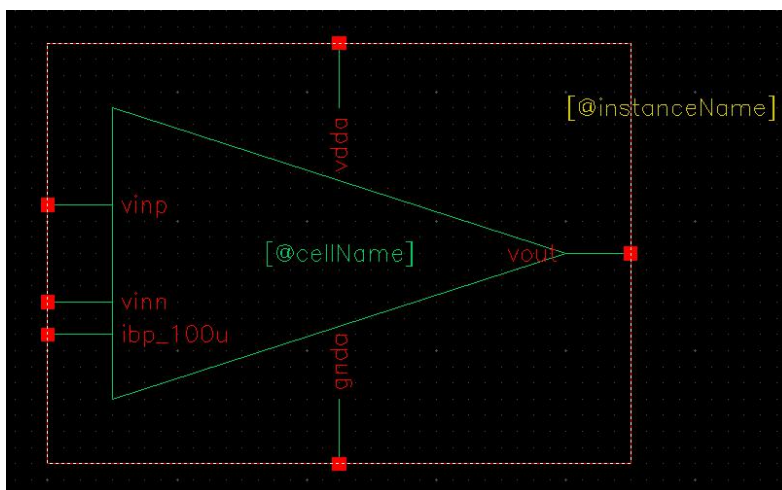 [@instanceName]
vdda
vinp
[@cellName]
vout
vinn
ibp_100u
gnda